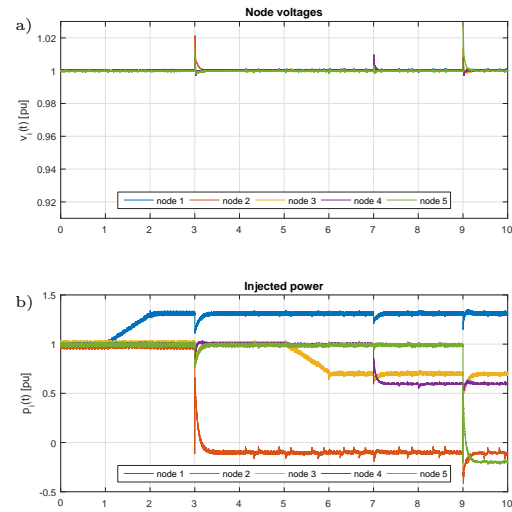 Node voltages
a)
1.02
1
0.98
0.96
0.94
0.92
v_i(t) [pu]
node 1 node 2 node 3 node 4 node 5
0 1 2 3 4 5 6 7 8 9 10
Injected power
b)
1.5
1
0.5
0
-0.5
p_i(t) [pu]
node 1 node 2 node 3 node 4 node 5
0 1 2 3 4 5 6 7 8 9 10